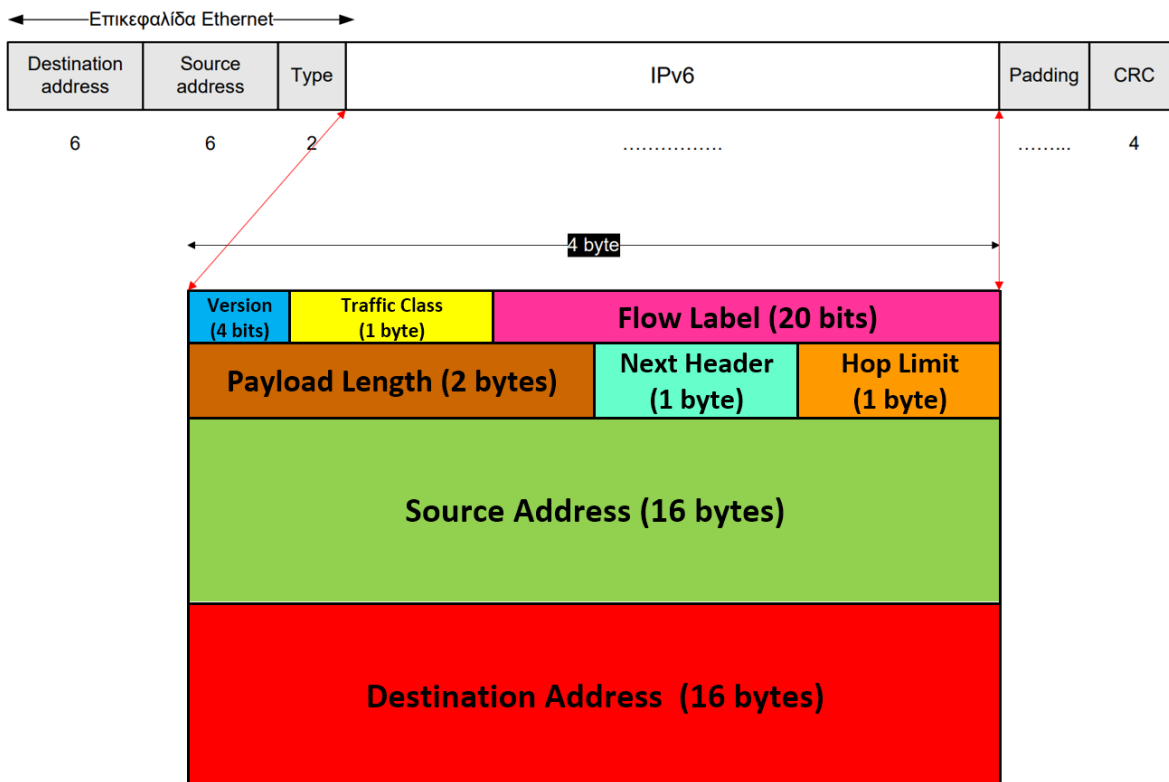 Επικεφαλίδα Ethernet
Destination address
Source address
Type
IPv6
Padding
CRC
6
6
2
................
.........
4
4 byte
Version
(4 bits)
Traffic Class
(1 byte)
Flow Label (20 bits)
Payload Length (2 bytes)
Next Header
(1 byte)
Hop Limit
(1 byte)
Source Address (16 bytes)
Destination Address (16 bytes)